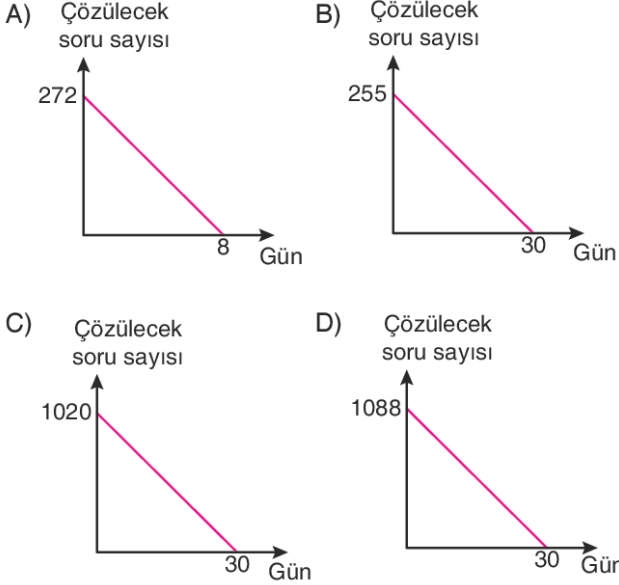 A)
Çözülecek
soru sayısı
272
8
Gün
B)
Çözülecek
soru sayısı
255
30
Gün
C)
Çözülecek
soru sayısı
1020
30
Gün
D)
Çözülecek
soru sayısı
1088
30
Gün